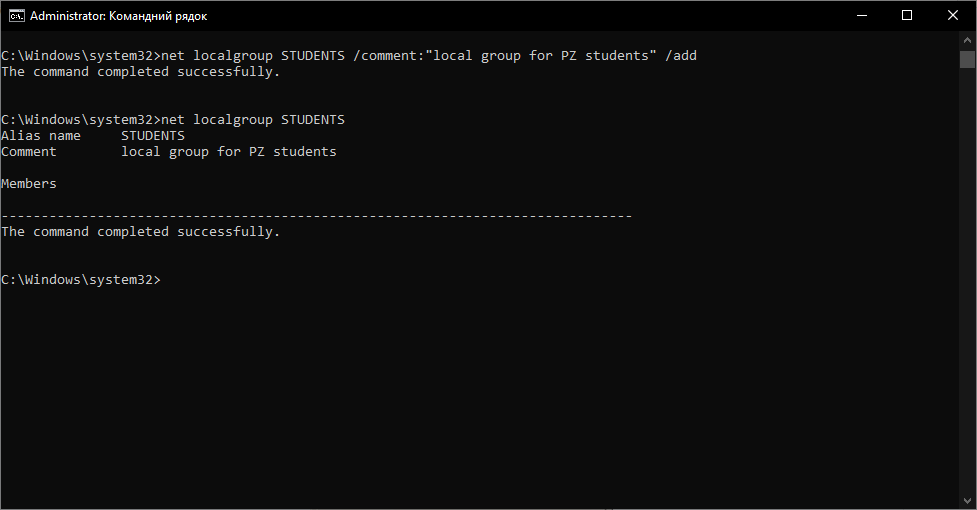 Administrator: Командний рядок
C:\Windows\system32>net localgroup STUDENTS /comment:"local group for PZ students" /add
The command completed successfully.
C:\Windows\system32>net localgroup STUDENTS
Alias name     STUDENTS
Comment        local group for PZ students
Members
-------------------------------------------------------------------------------
The command completed successfully.
C:\Windows\system32>